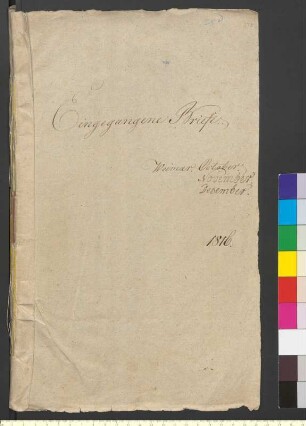 Eingegangene Briefe.
Weimar. October.
November.
December.
1816.